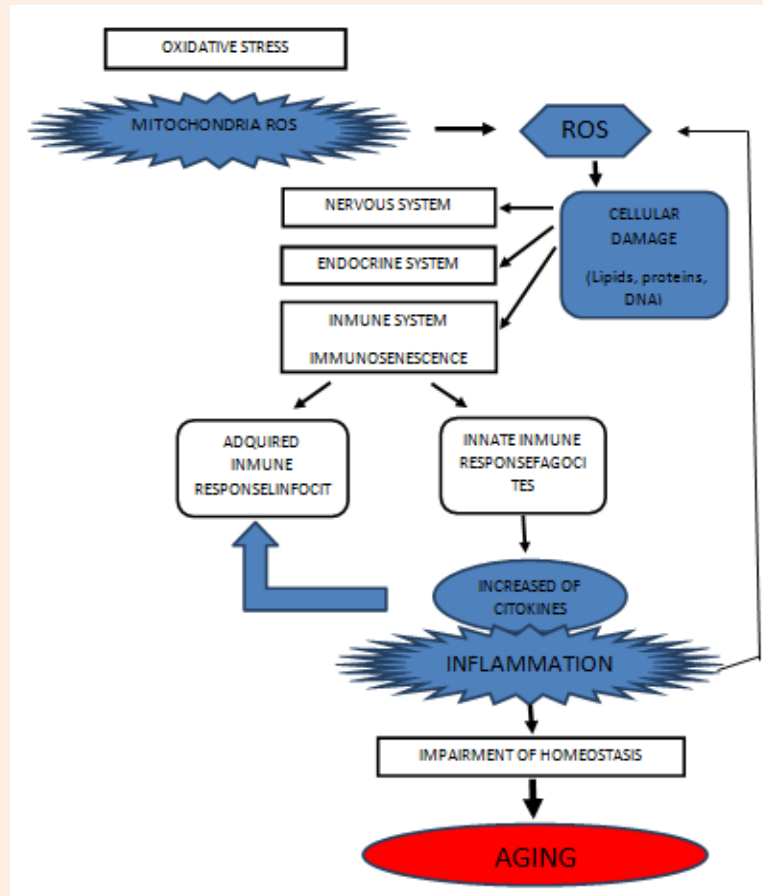 OXIDATIVE STRESS
MITOCHONDRIA ROS
ROS
NERVOUS SYSTEM
CELLULAR
DAMAGE
(Lipids, proteins,
DNA)
ENDOCRINE SYSTEM
INMUNE SYSTEM
IMMUNOSENESCENCE
ADQUIRED
INMUNE
RESPONSELINFOCIT
INNATE INMUNE
RESPONSEFAGOCI
TES
INCREASED OF
CITOKINES
INFLAMMATION
IMPAIRMENT OF HOMEOSTASIS
AGING